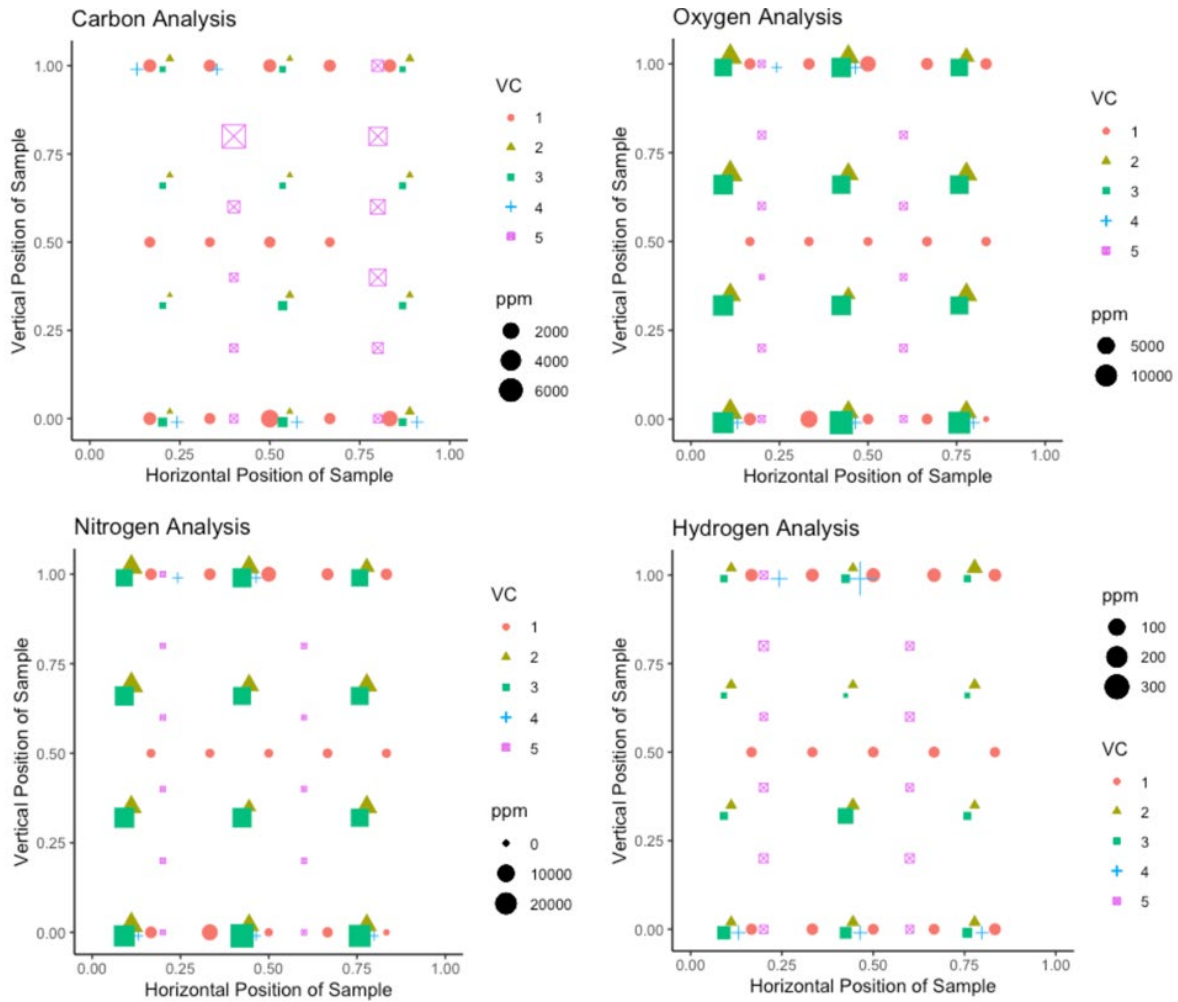 Carbon Analysis
Vertical Position of Sample
1.00
0.75
0.50
0.25
0.00
0.00 0.25 0.50 0.75 1.00
Horizontal Position of Sample
VC
1
2
3
4
5
ppm
2000
4000
6000
Oxygen Analysis
Vertical Position of Sample
1.00
0.75
0.50
0.25
0.00
0.00 0.25 0.50 0.75 1.00
Horizontal Position of Sample
VC
1
2
3
4
5
ppm
5000
10000
Nitrogen Analysis
Vertical Position of Sample
1.00
0.75
0.50
0.25
0.00
0.00 0.25 0.50 0.75 1.00
Horizontal Position of Sample
VC
1
2
3
4
5
ppm
0
10000
20000
Hydrogen Analysis
Vertical Position of Sample
1.00
0.75
0.50
0.25
0.00
0.00 0.25 0.50 0.75 1.00
Horizontal Position of Sample
ppm
100
200
300
VC
1
2
3
4
5